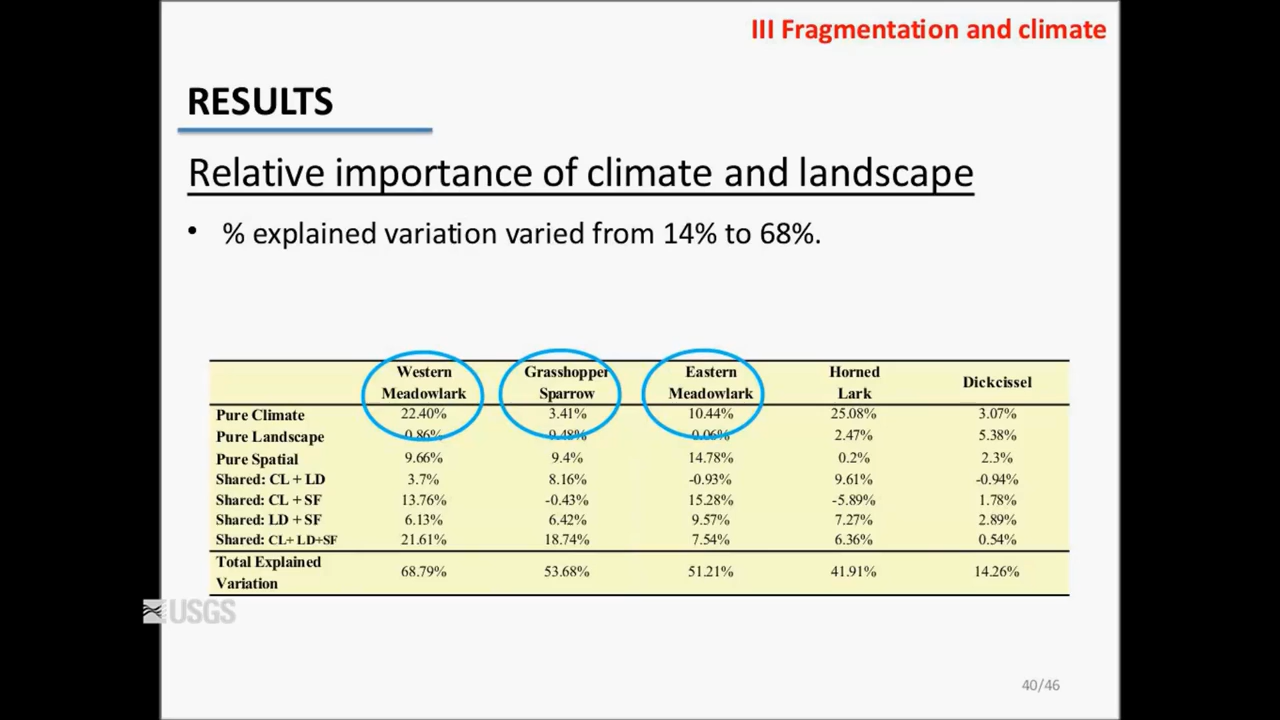 III Fragmentation and climate
RESULTS
Relative importance of climate and landscape
• % explained variation varied from 14% to 68%.
Western Meadowlark Grasshopper Sparrow Eastern Meadowlark Horned Lark Dickcissel
Pure Climate 22.40% 3.41% 10.44% 25.08% 3.07%
Pure Landscape 0.86% 9.48% 0.06% 2.47% 5.38%
Pure Spatial 9.66% 9.4% 14.78% 0.2% 2.3%
Shared: CL + LD 3.7% 8.16% -0.93% 9.61% -0.94%
Shared: CL + SF 13.76% -0.43% 15.28% -5.89% 1.78%
Shared: LD + SF 6.13% 6.42% 9.57% 7.27% 2.89%
Shared: CL+ LD+SF 21.61% 18.74% 7.54% 6.36% 0.54%
Total Explained Variation 68.79% 53.68% 51.21% 41.91% 14.26%
USGS
40/46